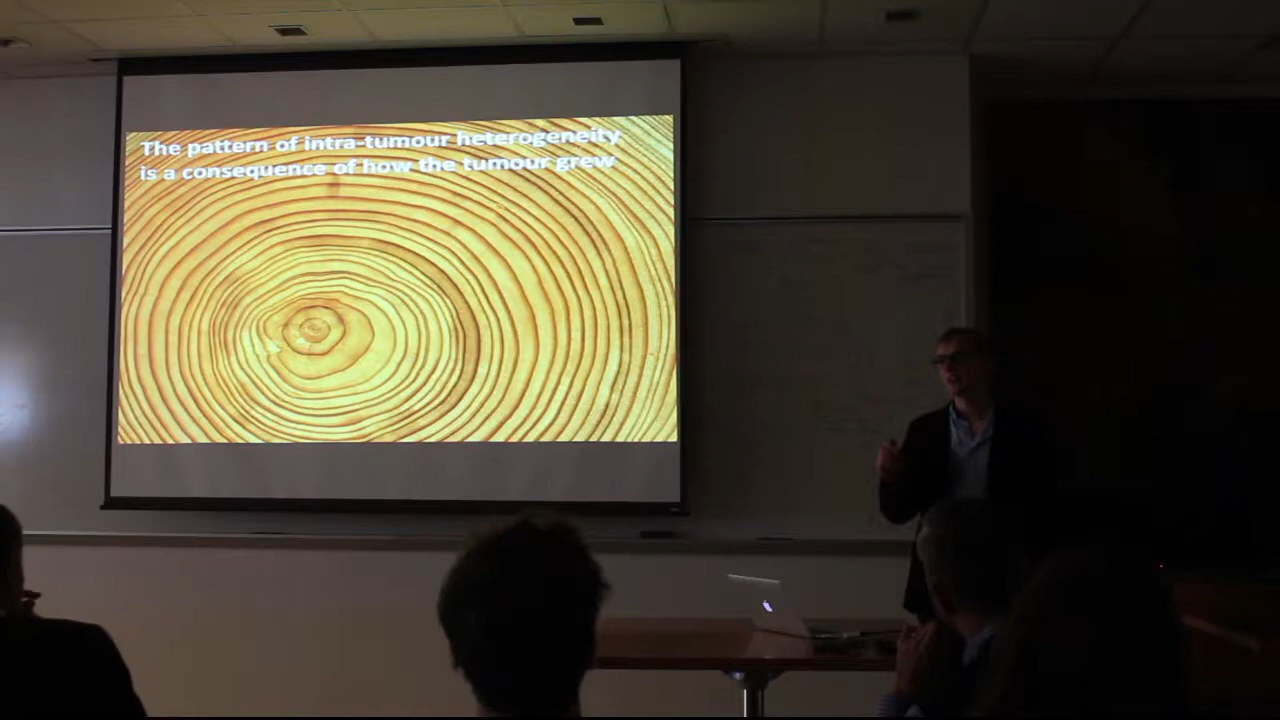 The pattern of intra-tumour heterogeneity
is a consequence of how the tumour grew